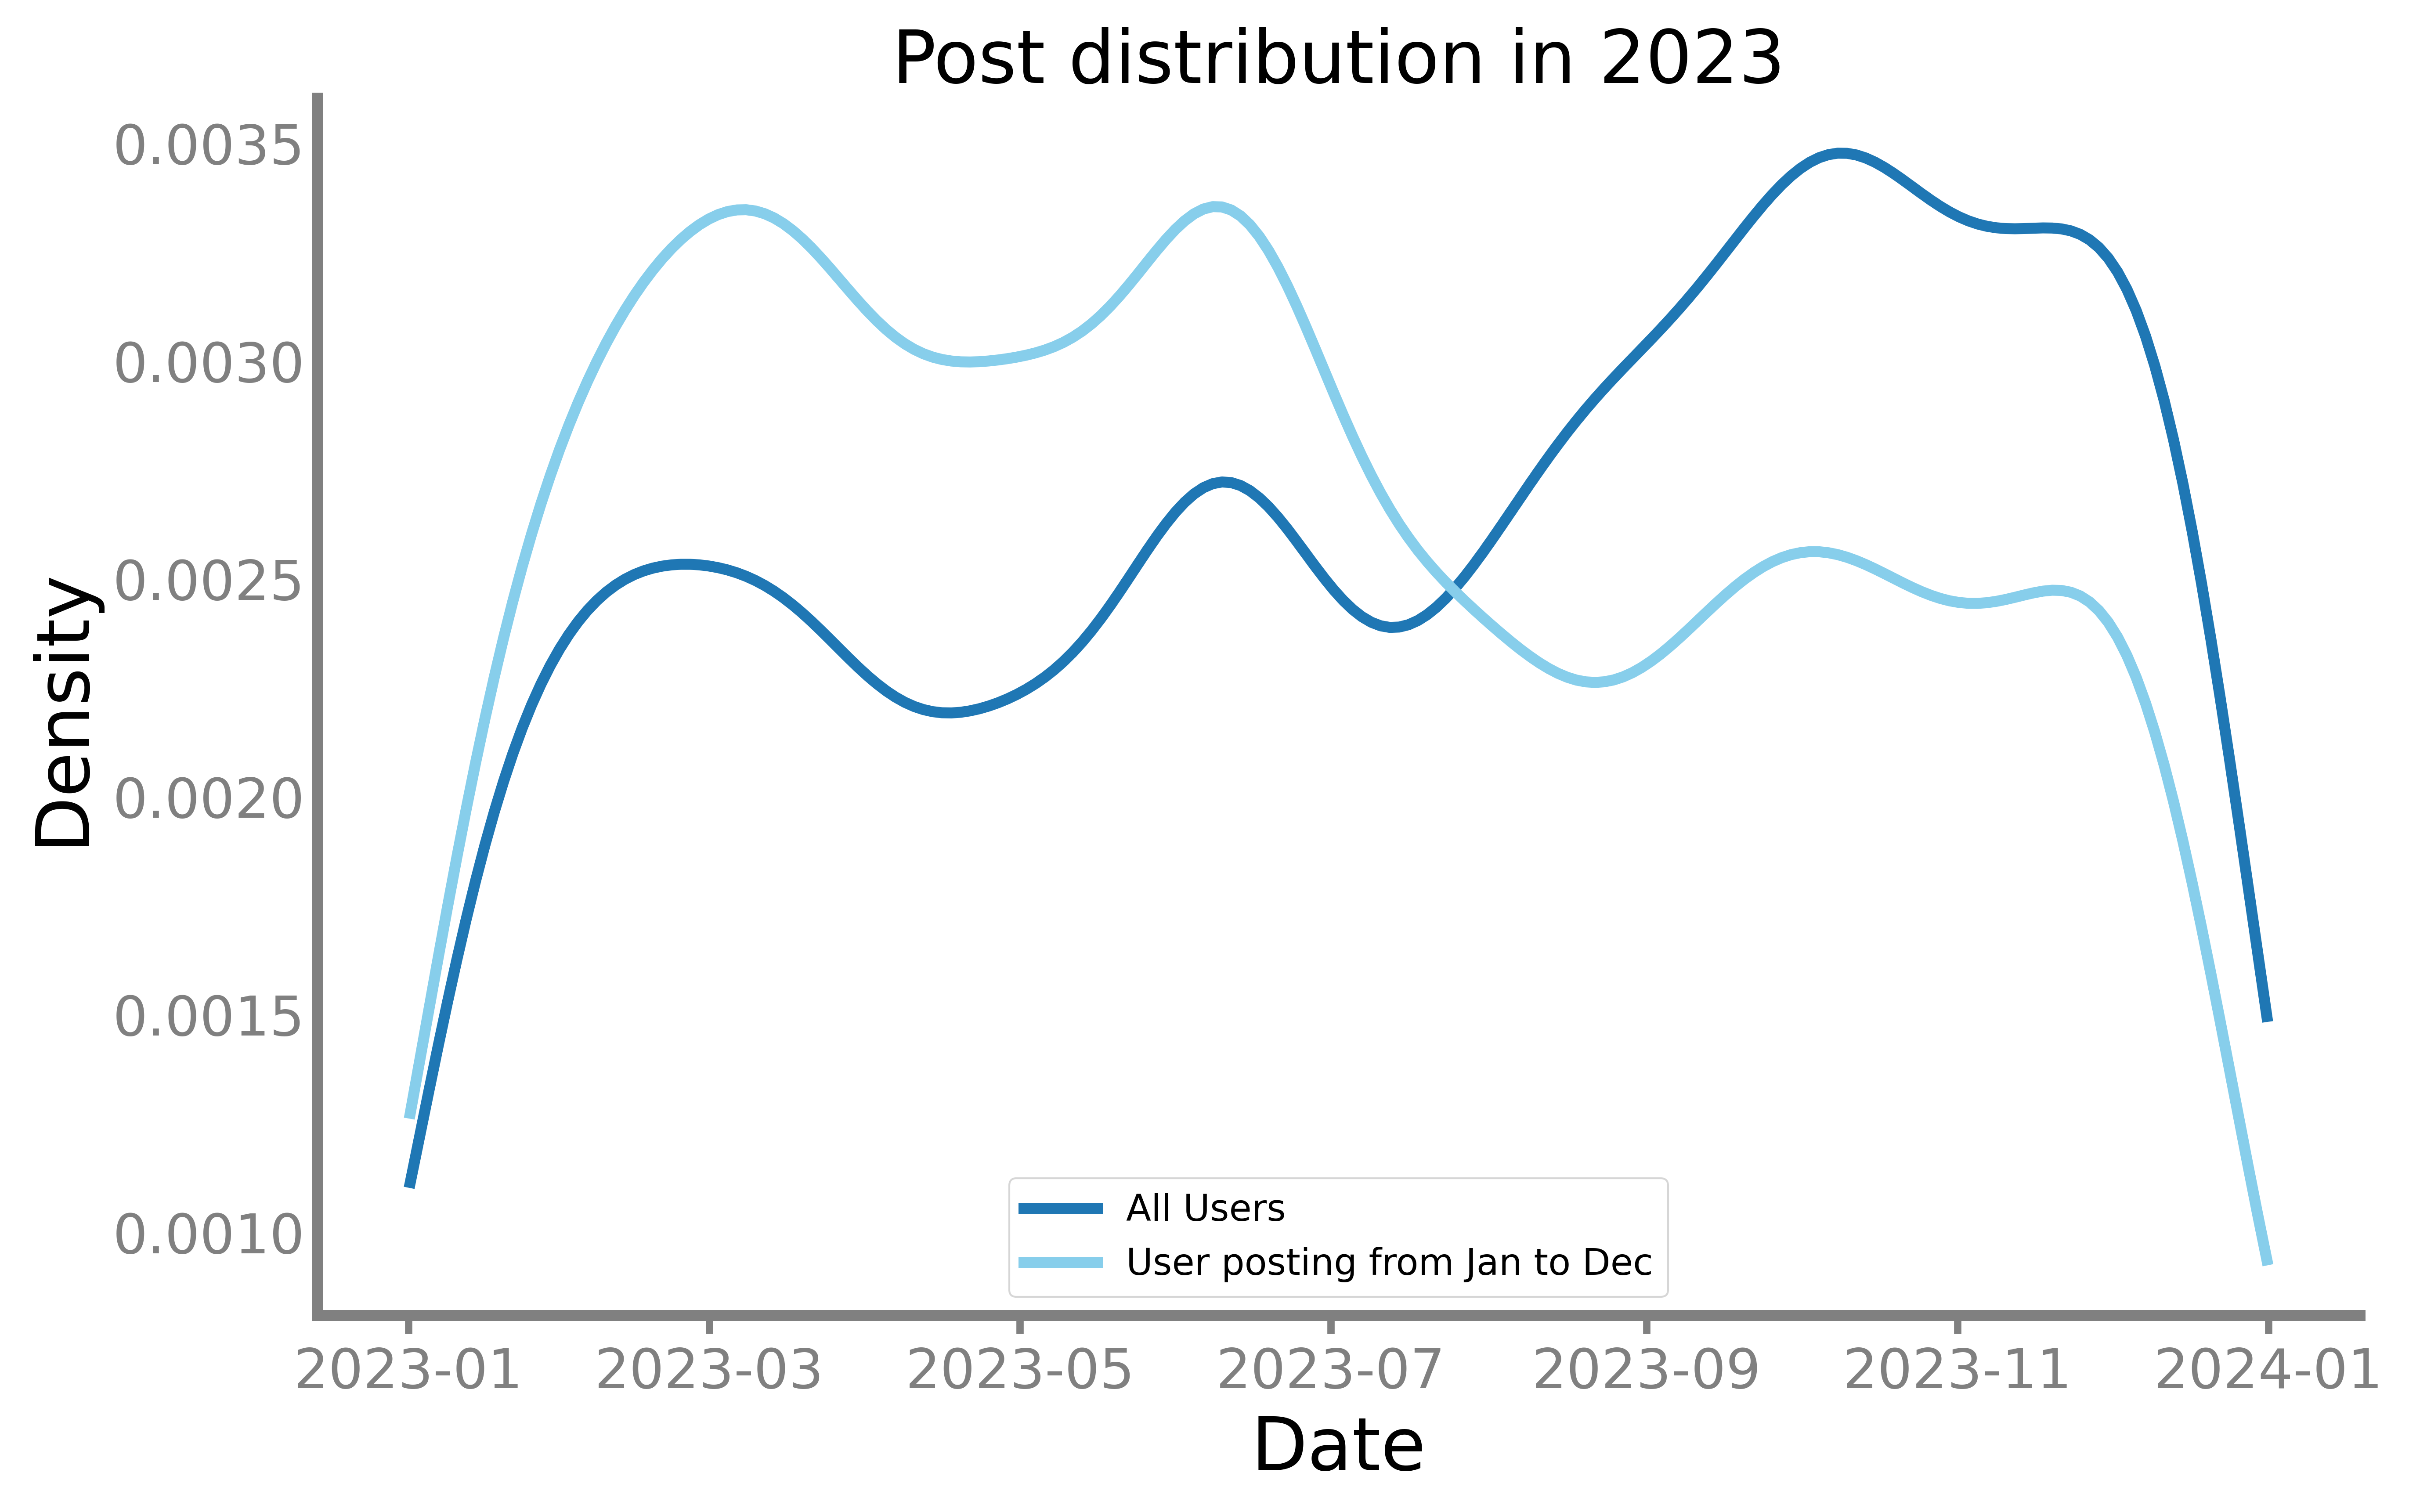 Post distribution in 2023
Density
0.0035
0.0030
0.0025
0.0020
0.0015
0.0010
All Users
User posting from Jan to Dec
2023-01 2023-03 2023-05 2023-07 2023-09 2023-11 2024-01
Date